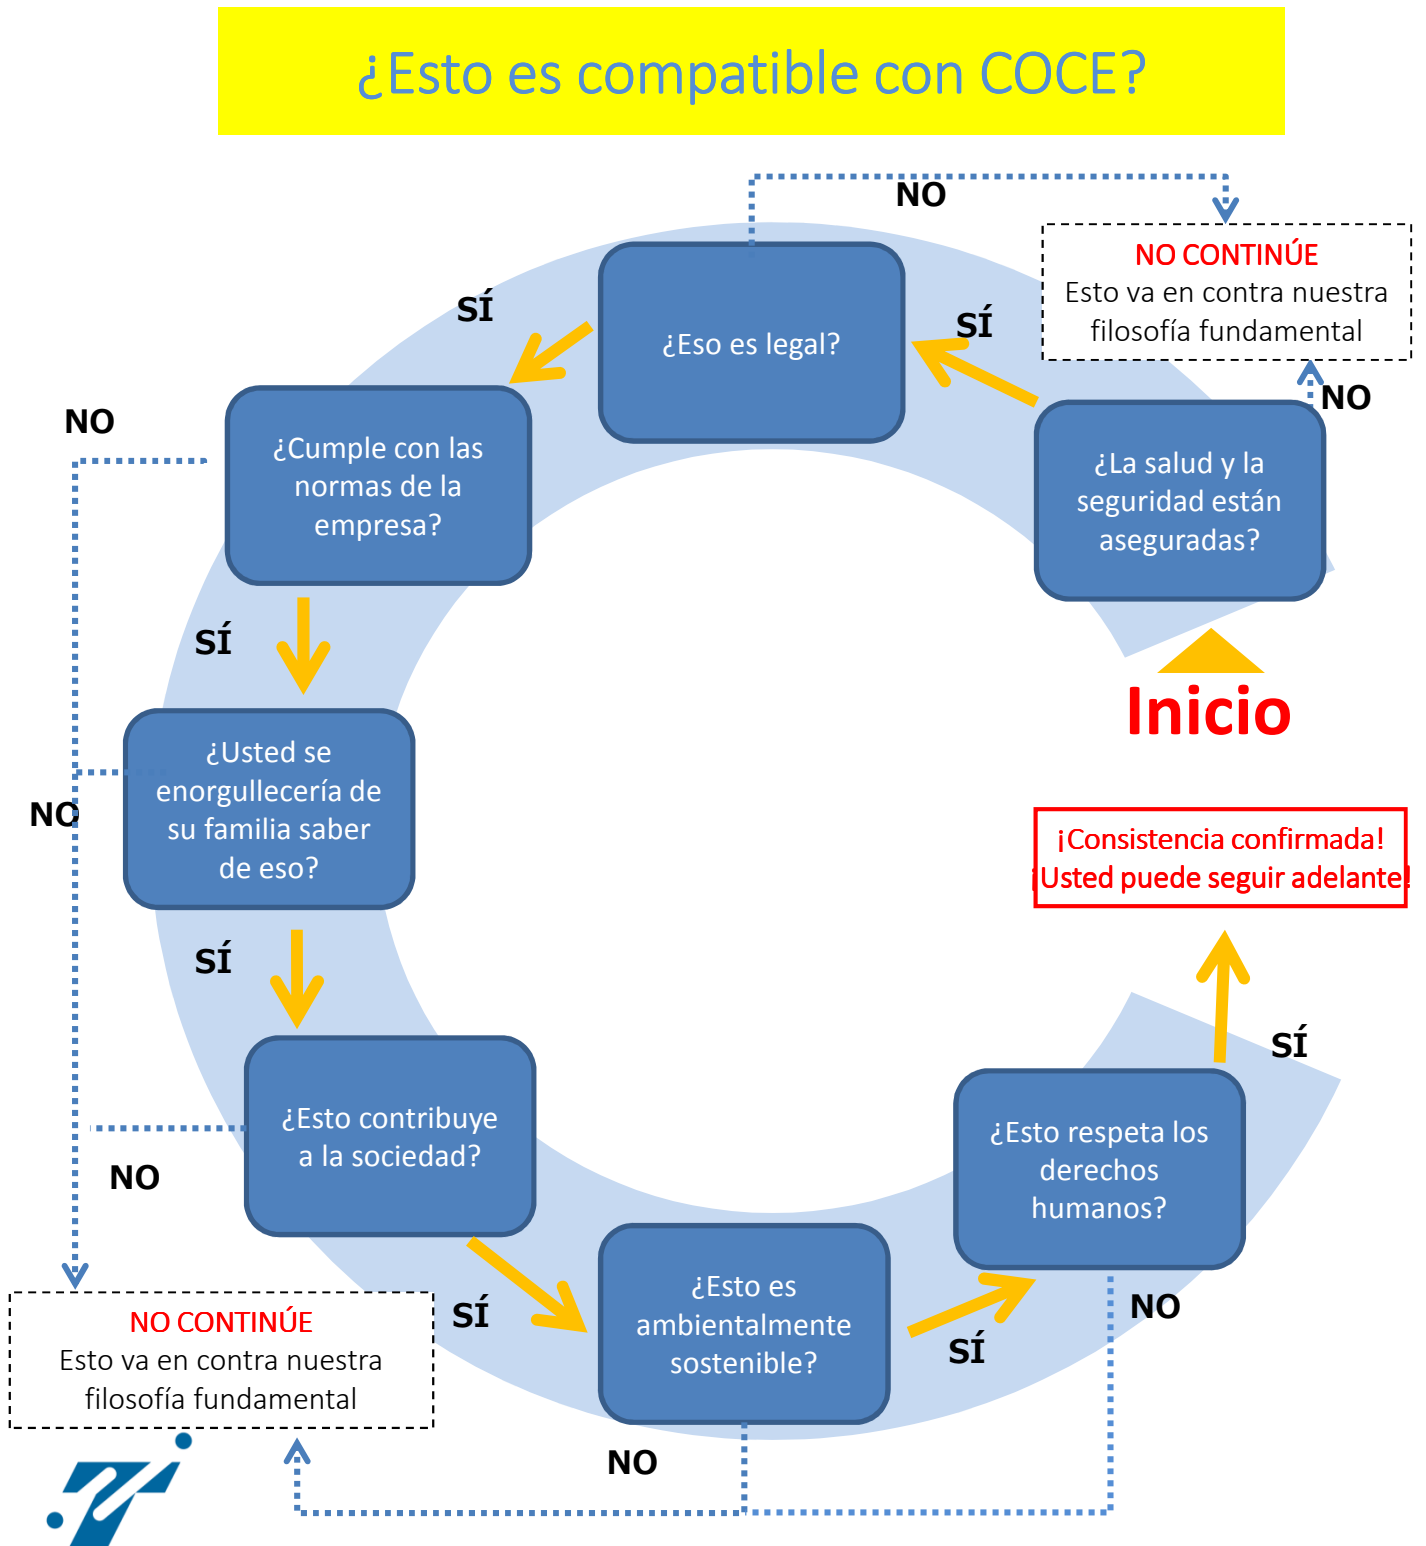 ¿Esto es compatible con COCE?
NO
NO CONTINÚE
Esto va en contra nuestra
filosofía fundamental
SÍ
¿Eso es legal?
SÍ
NO
NO
¿Cumple con las
normas de la
empresa?
¿La salud y la
seguridad están
aseguradas?
SÍ
Inicio
¿Usted se
enorgullecería de
su familia saber
de eso?
NO
¡Consistencia confirmada!
¡Usted puede seguir adelante!
SÍ
SÍ
¿Esto contribuye
a la sociedad?
NO
¿Esto respeta los
derechos
humanos?
SÍ
¿Esto es
ambientalmente
sostenible?
SÍ
NO
NO CONTINÚE
Esto va en contra nuestra
filosofía fundamental
NO